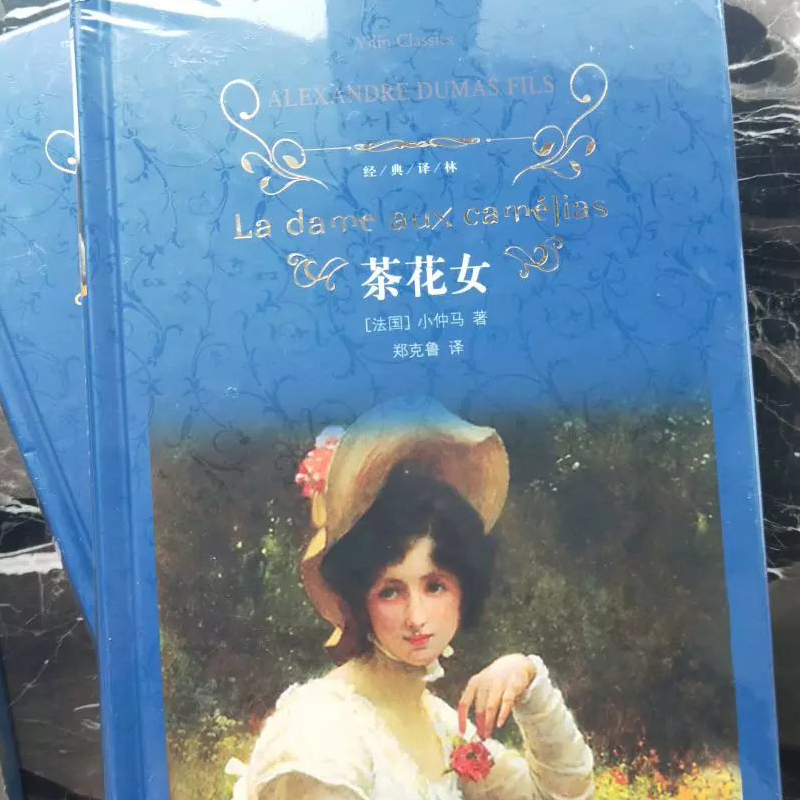 Yilin Classics
ALEXANDRE DUMAS FILS
经/典/译/林
La dame aux camélias
茶花女
[法国] 小仲马 著
郑克鲁 译